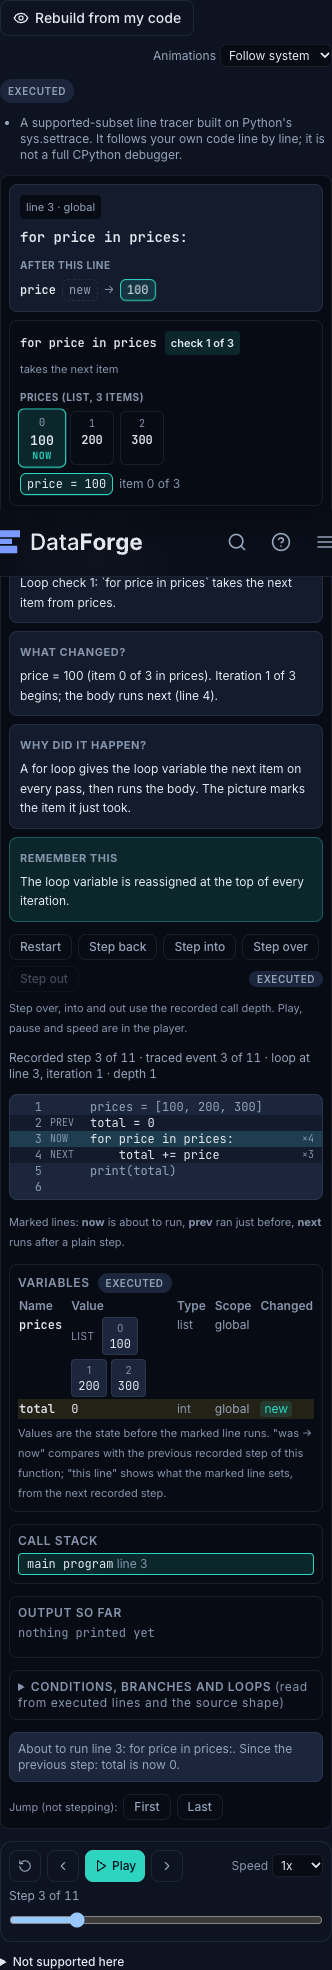 Rebuild from my code
Animations Follow system
EXECUTED
• A supported-subset line tracer built on Python's
sys.settrace. It follows your own code line by line; it is
not a full CPython debugger.
line 3 · global
for price in prices:
AFTER THIS LINE
price new → 100
for price in prices check 1 of 3
takes the next item
PRICES (LIST, 3 ITEMS)
0 1 2
100 200 300
NOW
price = 100 item 0 of 3
DataForge
Loop check 1: `for price in prices` takes the next
item from prices.
WHAT CHANGED?
price = 100 (item 0 of 3 in prices). Iteration 1 of 3
begins; the body runs next (line 4).
WHY DID IT HAPPEN?
A for loop gives the loop variable the next item on
every pass, then runs the body. The picture marks
the item it just took.
REMEMBER THIS
The loop variable is reassigned at the top of every
iteration.
Restart Step back Step into Step over
Step out EXECUTED
Step over, into and out use the recorded call depth. Play,
pause and speed are in the player.
Recorded step 3 of 11 · traced event 3 of 11 · loop at
line 3, iteration 1 · depth 1
1 prices = [100, 200, 300]
2 PREV total = 0
3 NOW for price in prices: ×4
4 NEXT total += price ×3
5 print(total)
6
Marked lines: now is about to run, prev ran just before, next
runs after a plain step.
VARIABLES EXECUTED
Name Value Type Scope Changed
prices LIST 0 100 list global
1 200 2 300
total 0 int global new
Values are the state before the marked line runs. "was →
now" compares with the previous recorded step of this
function; "this line" shows what the marked line sets,
from the next recorded step.
CALL STACK
main program line 3
OUTPUT SO FAR
nothing printed yet
▶ CONDITIONS, BRANCHES AND LOOPS (read
from executed lines and the source shape)
About to run line 3: for price in prices:. Since the
previous step: total is now 0.
Jump (not stepping): First Last
Play Speed 1x
Step 3 of 11
▶ Not supported here